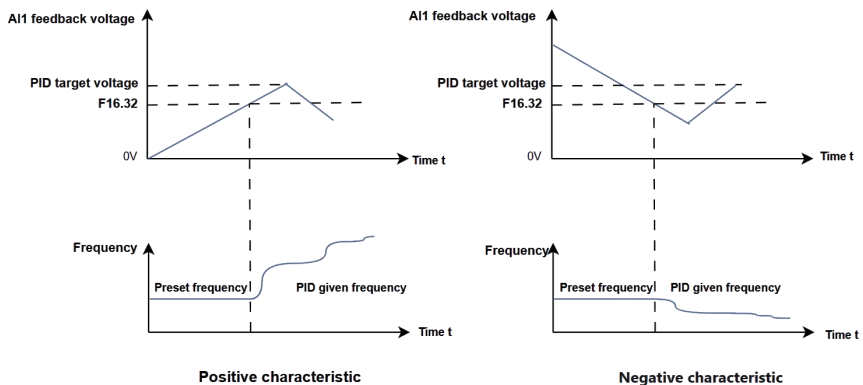 AI1 feedback voltage
PID target voltage
F16.32
0V
Time t
Frequency
Preset frequency
PID given frequency
Time t
Positive characteristic
AI1 feedback voltage
PID target voltage
F16.32
0V
Time t
Frequency
Preset frequency
PID given frequency
Time t
Negative characteristic